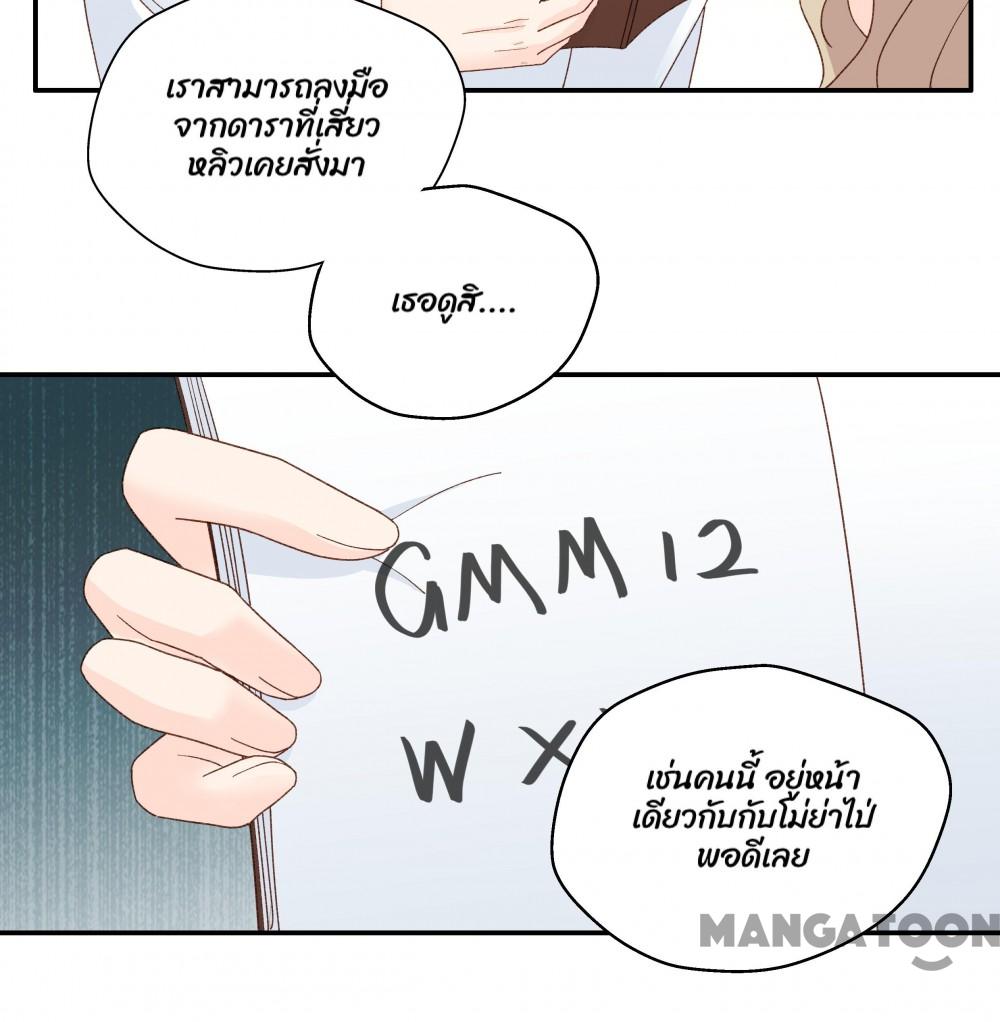 เราสามารถลงมือ
จากดาราที่เสี่ยว
หลิวเคยสั่งมา
เธอดูสิ....
GMM12
WX
เช่นคนนี้ อยู่หน้า
เดียวกับกับโม่ย่าไป๋
พอดีเลย
MANGATOON